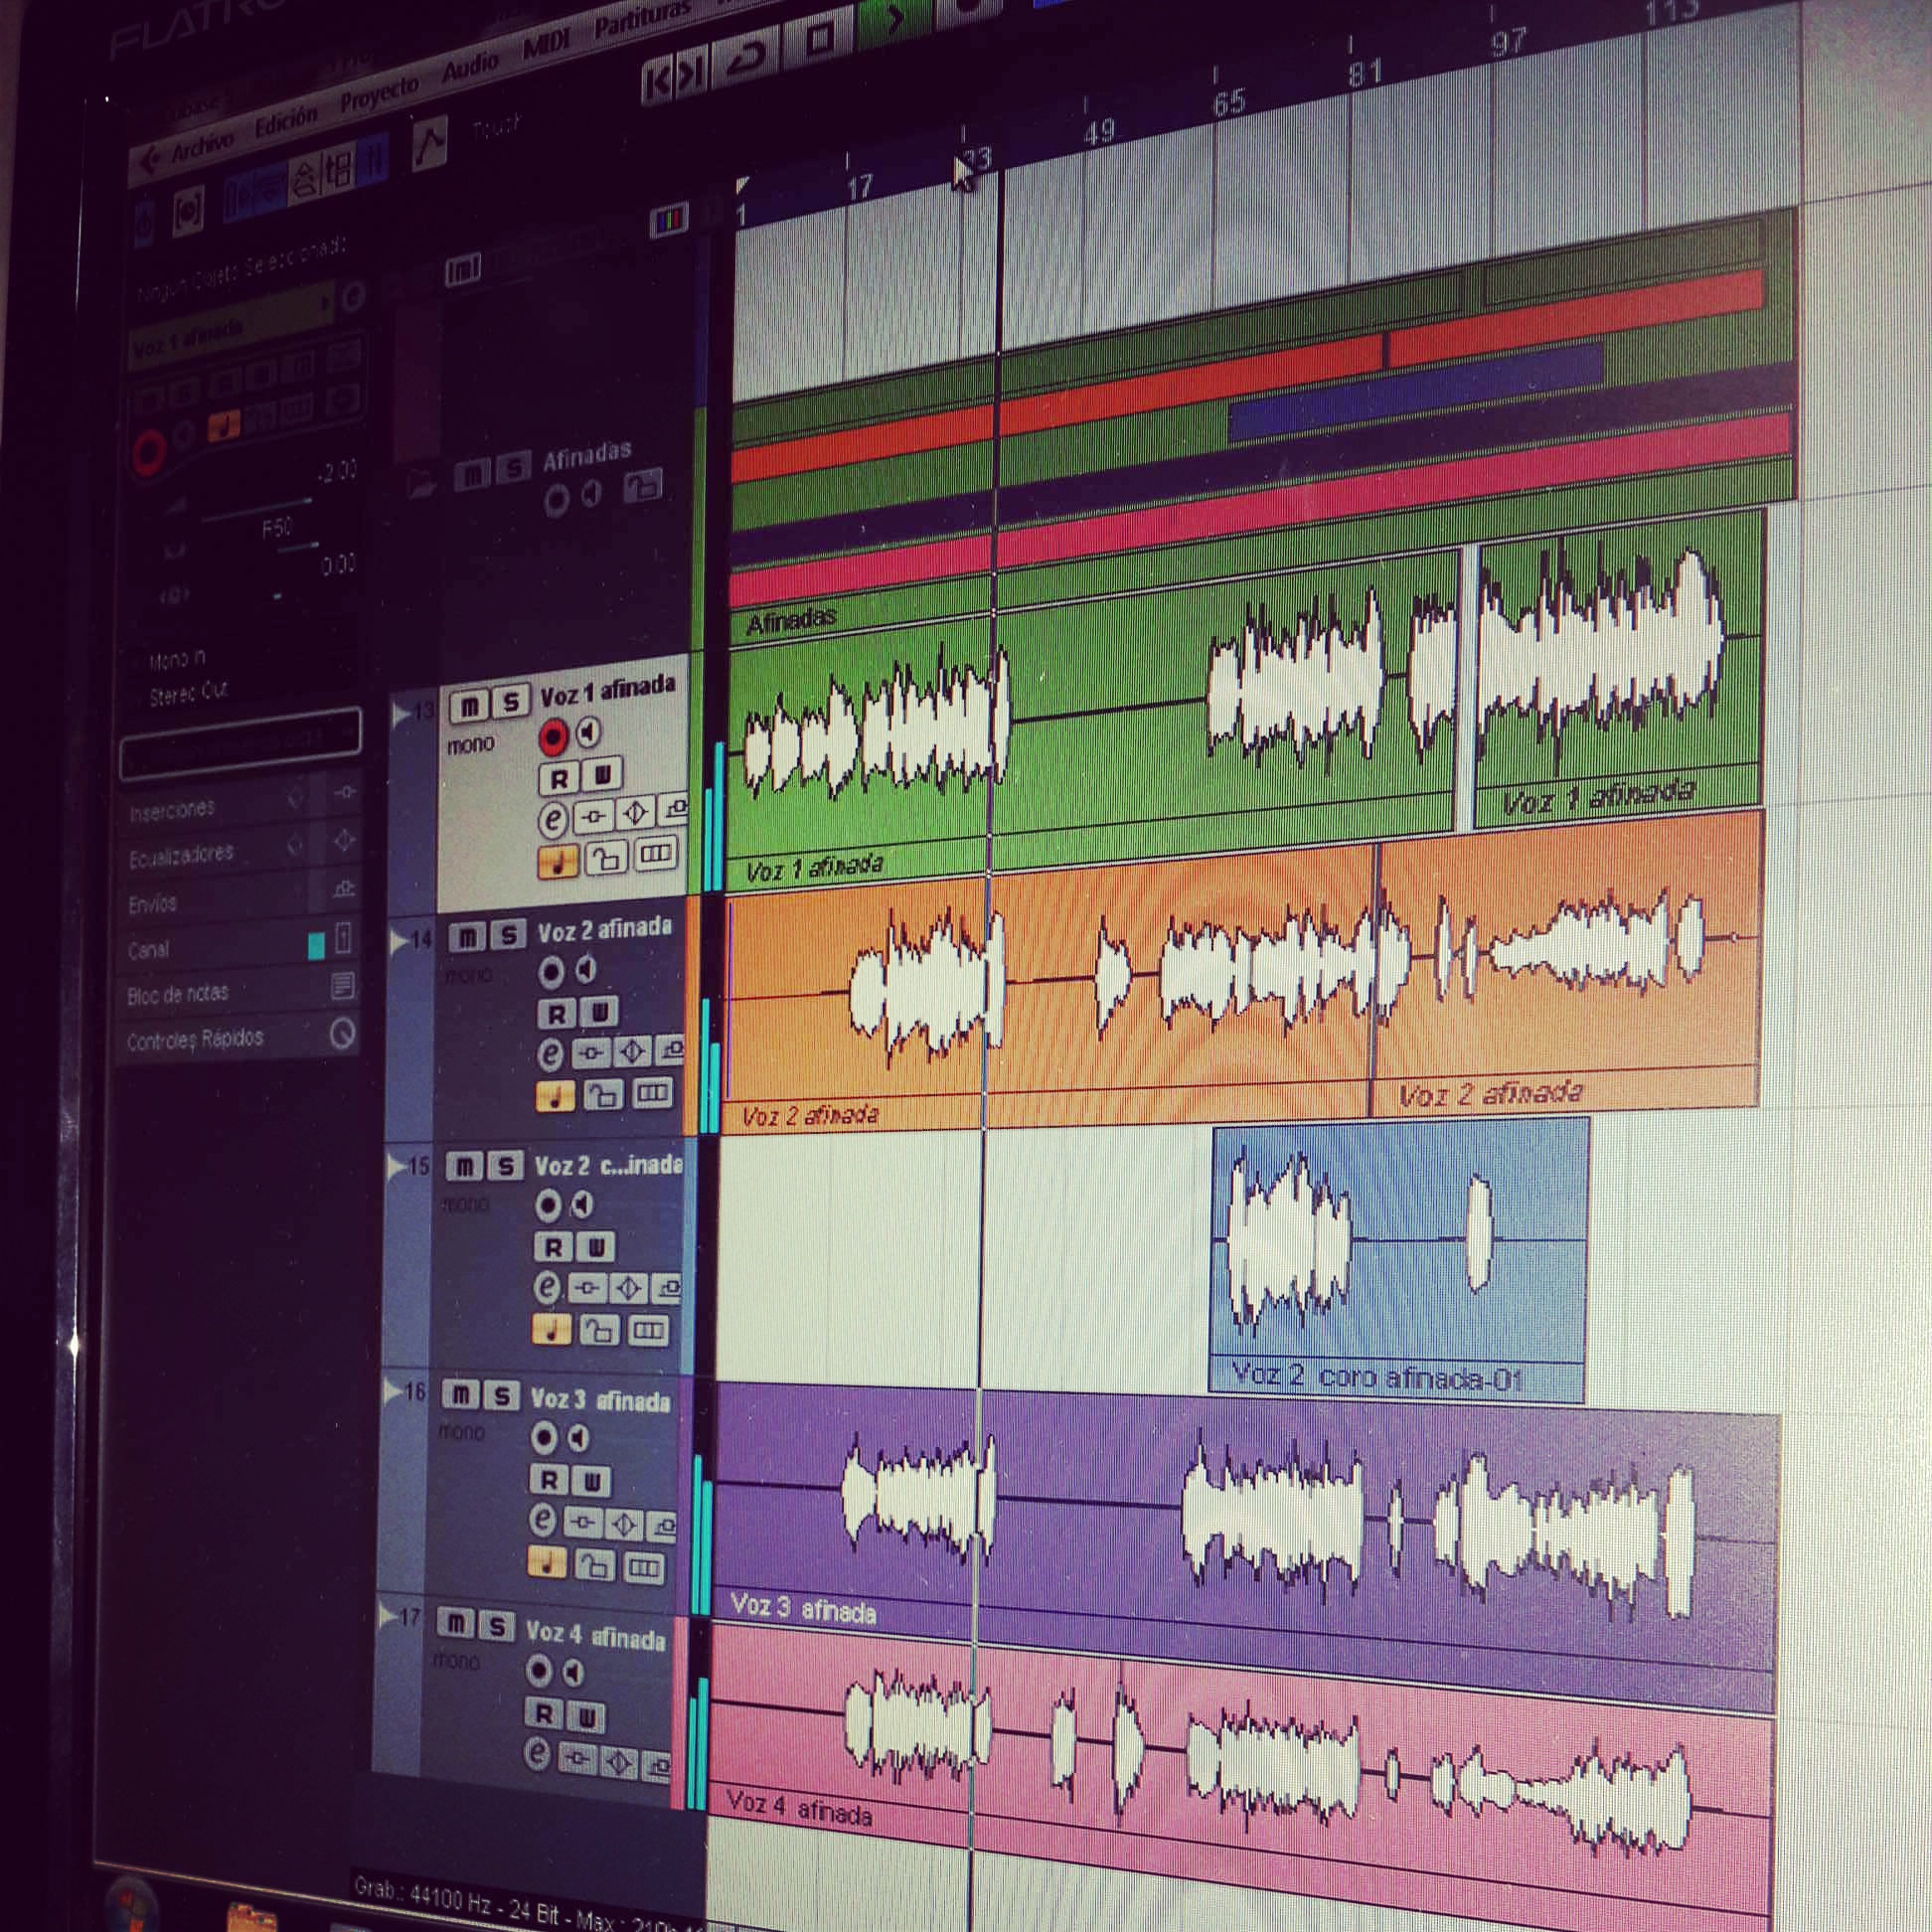 FLATR
Cubase
Archivo Edición Proyecto Audio MIDI Partituras
Touch
1 17 33 49 65 81 97 113
Ningún Objeto Seleccionado
Voz 1 afinada
-2.00
R50
0.00
Mono In
Stereo Out
Inserciones
Ecualizadores
Envíos
Canal
Bloc de notas
Controles Rápidos
m S Afinadas
Afinadas
13 m S Voz 1 afinada
mono
R W
e
Voz 1 afinada
Voz 1 afinada
14 m S Voz 2 afinada
mono
R W
e
Voz 2 afinada
Voz 2 afinada
15 m S Voz 2 c...inada
mono
R W
e
Voz 2 coro afinada-01
16 m S Voz 3 afinada
mono
R W
e
Voz 3 afinada
17 m S Voz 4 afinada
mono
R W
e
Voz 4 afinada
Grab.: 44100 Hz - 24 Bit - Max.: